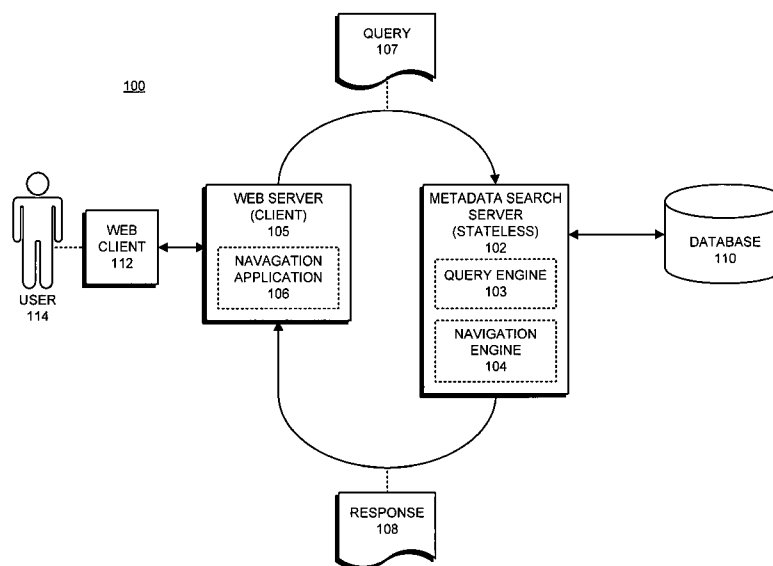 QUERY
107
100
WEB SERVER
(CLIENT)
105
NAVAGATION
APPLICATION
106
METADATA SEARCH
SERVER
(STATELESS)
102
QUERY ENGINE
103
NAVIGATION
ENGINE
104
DATABASE
110
WEB
CLIENT
112
USER
114
RESPONSE
108